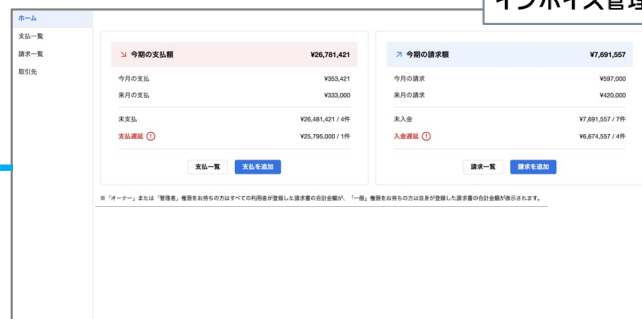 インボイス管理
ホーム
支払一覧
請求一覧
取引先
今期の支払額 ¥26,781,421
今月の支払 ¥353,421
来月の支払 ¥333,000
未支払 ¥26,481,421 / 4件
支払遅延 ¥25,795,000 / 1件
支払一覧 支払を追加
今期の請求額 ¥7,691,557
今月の請求 ¥597,000
来月の請求 ¥420,000
未入金 ¥7,691,557 / 7件
入金遅延 ¥6,674,557 / 4件
請求一覧 請求を追加
※「オーナー」または「管理者」権限をお持ちの方はすべての利用者が登録した請求書の合計金額が、「一般」権限をお持ちの方は自身が登録した請求書の合計金額が表示されます。